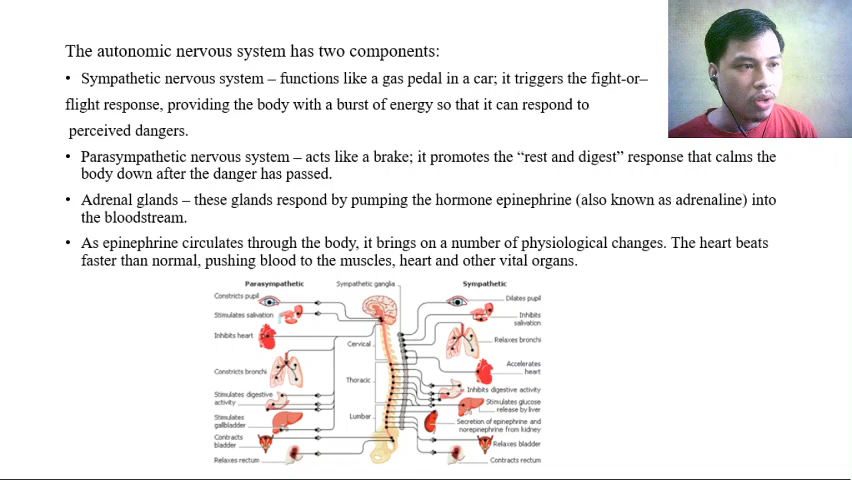 The autonomic nervous system has two components:
• Sympathetic nervous system – functions like a gas pedal in a car; it triggers the fight-or–
flight response, providing the body with a burst of energy so that it can respond to
perceived dangers.
• Parasympathetic nervous system – acts like a brake; it promotes the “rest and digest” response that calms the
body down after the danger has passed.
• Adrenal glands – these glands respond by pumping the hormone epinephrine (also known as adrenaline) into
the bloodstream.
• As epinephrine circulates through the body, it brings on a number of physiological changes. The heart beats
faster than normal, pushing blood to the muscles, heart and other vital organs.
Parasympathetic
Constricts pupil
Stimulates salivation
Inhibits heart
Constricts bronchi
Stimulates digestive
activity
Stimulates
gallbladder
Contracts
bladder
Relaxes rectum
Sympathetic ganglia
Cervical
Thoracic
Lumbar
Sympathetic
Dilates pupil
Inhibits
salivation
Relaxes bronchi
Accelerates
heart
Inhibits digestive activity
Stimulates glucose
release by liver
Secretion of epinephrine and
norepinephrine from kidney
Relaxes bladder
Contracts rectum